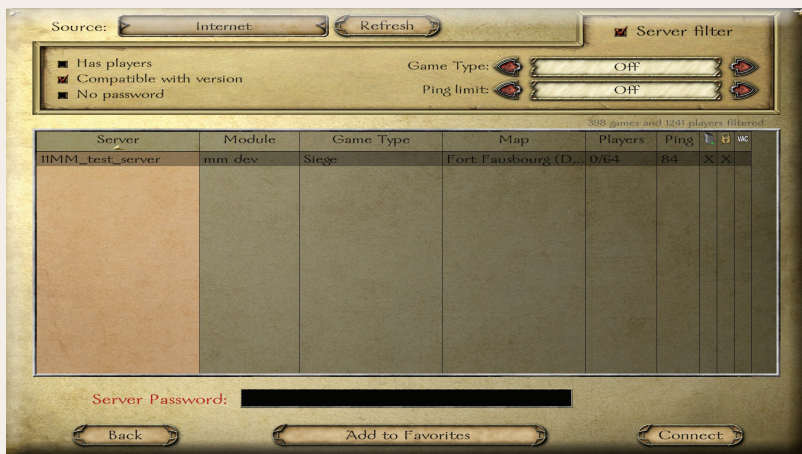 Source: Internet Refresh Server filter
Has players
Compatible with version
No password
Game Type: Off
Ping limit: Off
398 games and 1241 players filtered
Server Module Game Type Map Players Ping VAC
11MM_test_server mm dev Siege Fort Fausbourg (D... 0/64 84 X X
Server Password:
Back Add to Favorites Connect